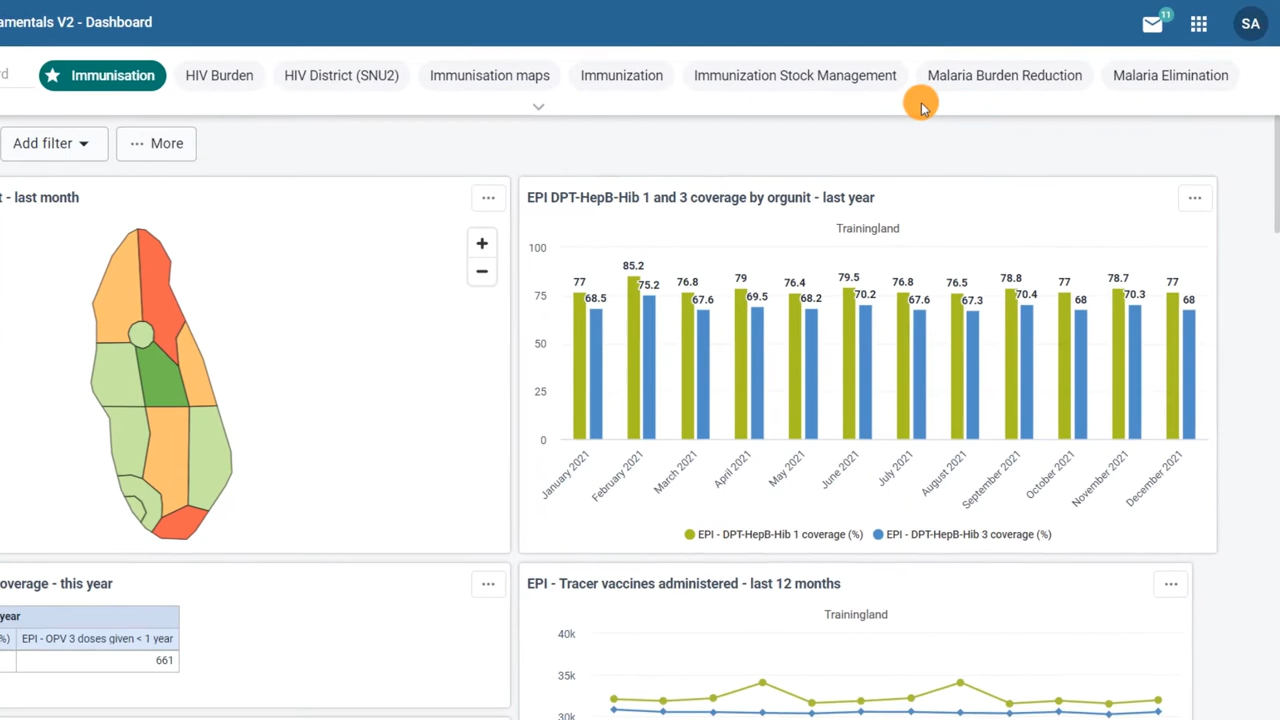 amentals V2 - Dashboard
11
SA
rd
Immunisation
HIV Burden
HIV District (SNU2)
Immunisation maps
Immunization
Immunization Stock Management
Malaria Burden Reduction
Malaria Elimination
Add filter
More
t - last month
EPI DPT-HepB-Hib 1 and 3 coverage by orgunit - last year
Trainingland
100
75
50
25
0
77 68.5 85.2 75.2 76.8 67.6 79 69.5 76.4 68.2 79.5 70.2 76.8 67.6 76.5 67.3 78.8 70.4 77 68 78.7 70.3 77 68
January 2021
February 2021
March 2021
April 2021
May 2021
June 2021
July 2021
August 2021
September 2021
October 2021
November 2021
December 2021
EPI - DPT-HepB-Hib 1 coverage (%)
EPI - DPT-HepB-Hib 3 coverage (%)
overage - this year
year
%)
EPI - OPV 3 doses given < 1 year
661
EPI - Tracer vaccines administered - last 12 months
Trainingland
40k
35k
30k